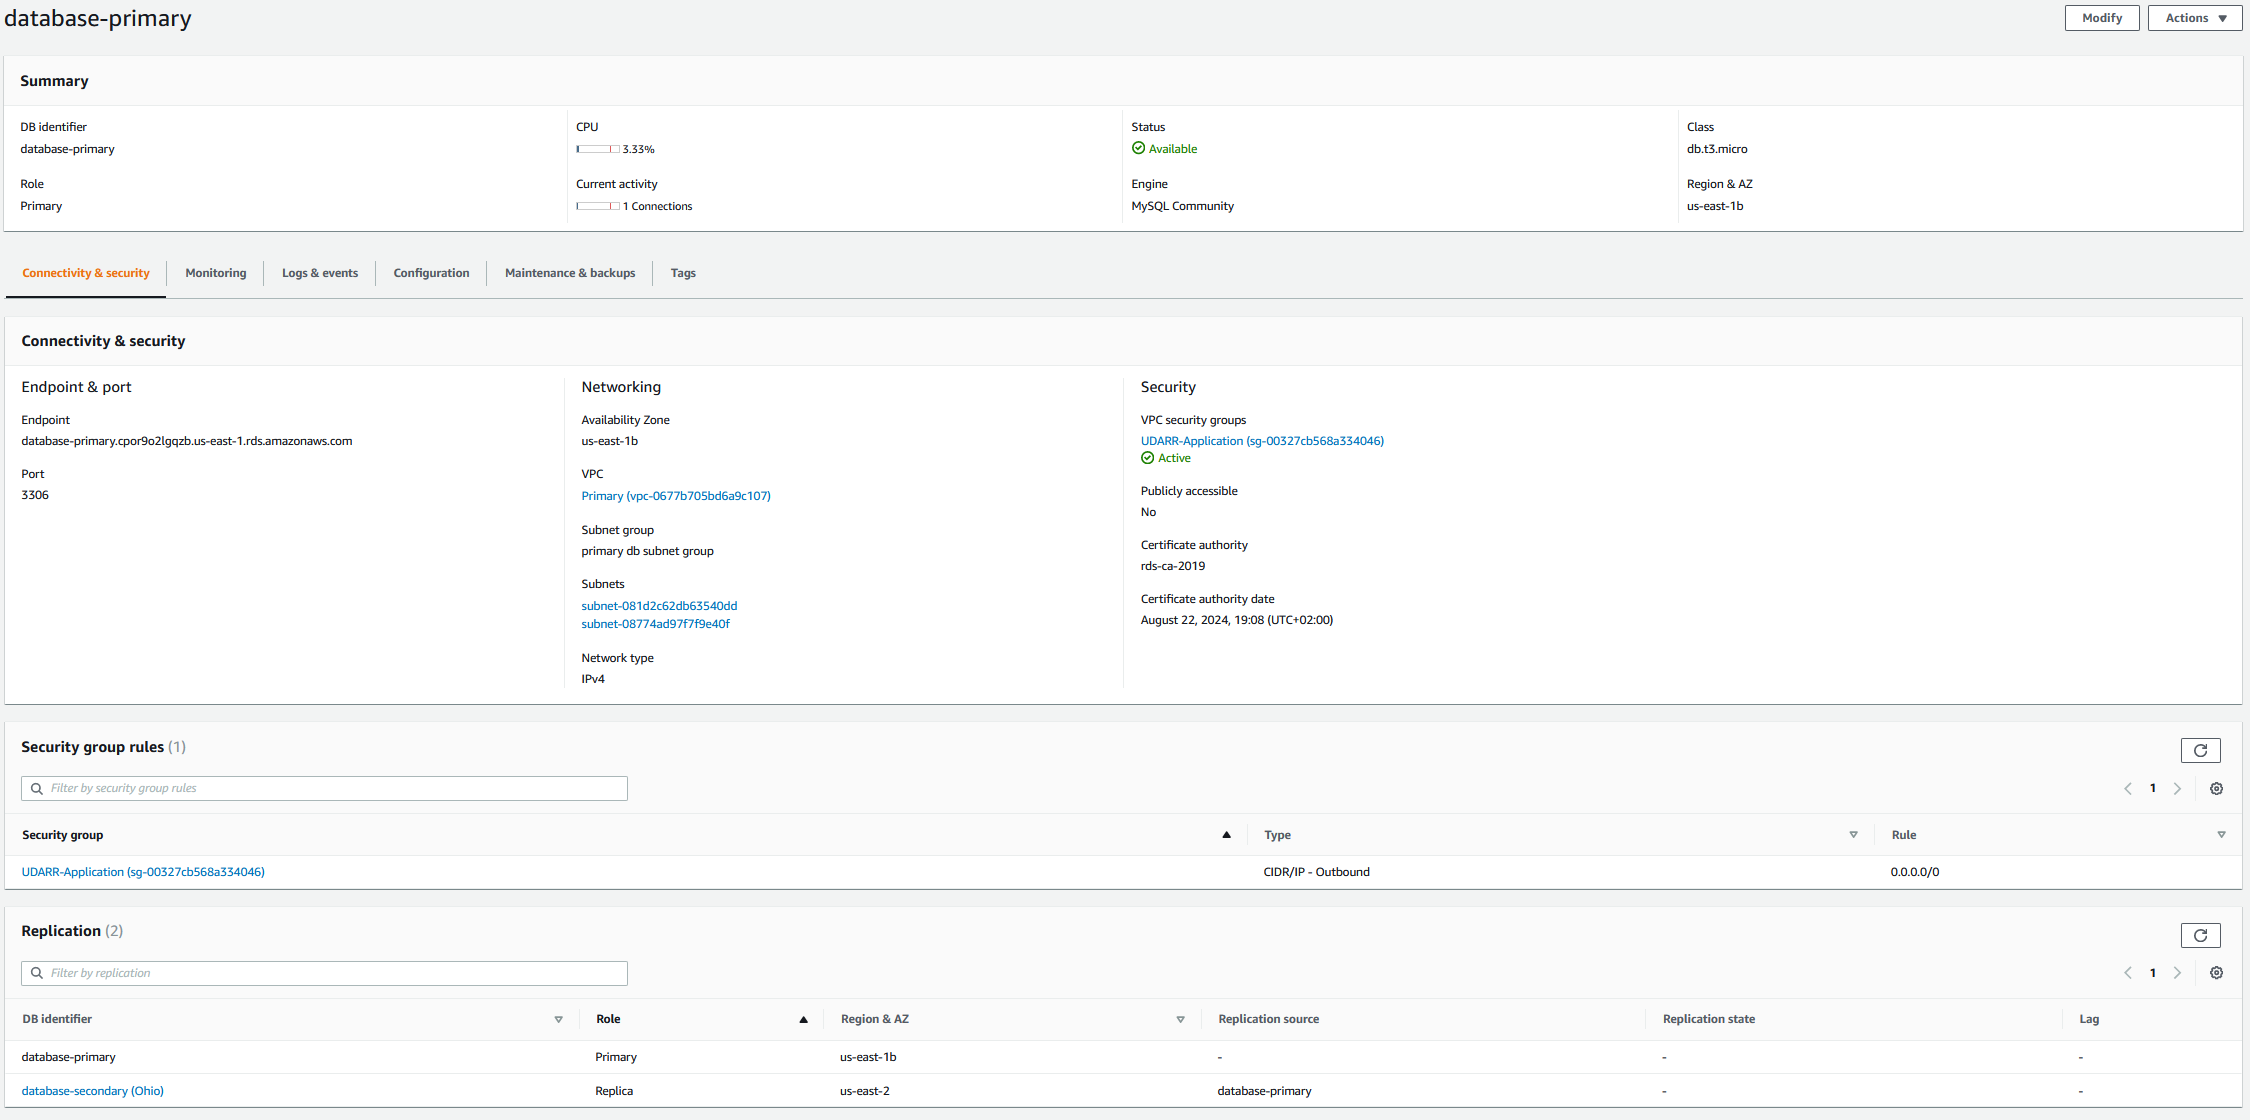 database-primary
Modify
Actions
Summary
DB identifier
database-primary
CPU
3.33%
Status
Available
Class
db.t3.micro
Role
Primary
Current activity
1 Connections
Engine
MySQL Community
Region & AZ
us-east-1b
Connectivity & security
Monitoring
Logs & events
Configuration
Maintenance & backups
Tags
Connectivity & security
Endpoint & port
Endpoint
database-primary.cpor9o2lgqzb.us-east-1.rds.amazonaws.com
Port
3306
Networking
Availability Zone
us-east-1b
VPC
Primary (vpc-0677b705bd6a9c107)
Subnet group
primary db subnet group
Subnets
subnet-081d2c62db63540dd
subnet-08774ad97f7f9e40f
Network type
IPv4
Security
VPC security groups
UDARR-Application (sg-00327cb568a334046)
Active
Publicly accessible
No
Certificate authority
rds-ca-2019
Certificate authority date
August 22, 2024, 19:08 (UTC+02:00)
Security group rules (1)
Filter by security group rules
1
Security group
Type
Rule
UDARR-Application (sg-00327cb568a334046)
CIDR/IP - Outbound
0.0.0.0/0
Replication (2)
Filter by replication
1
DB identifier
Role
Region & AZ
Replication source
Replication state
Lag
database-primary
Primary
us-east-1b
-
-
-
database-secondary (Ohio)
Replica
us-east-2
database-primary
-
-